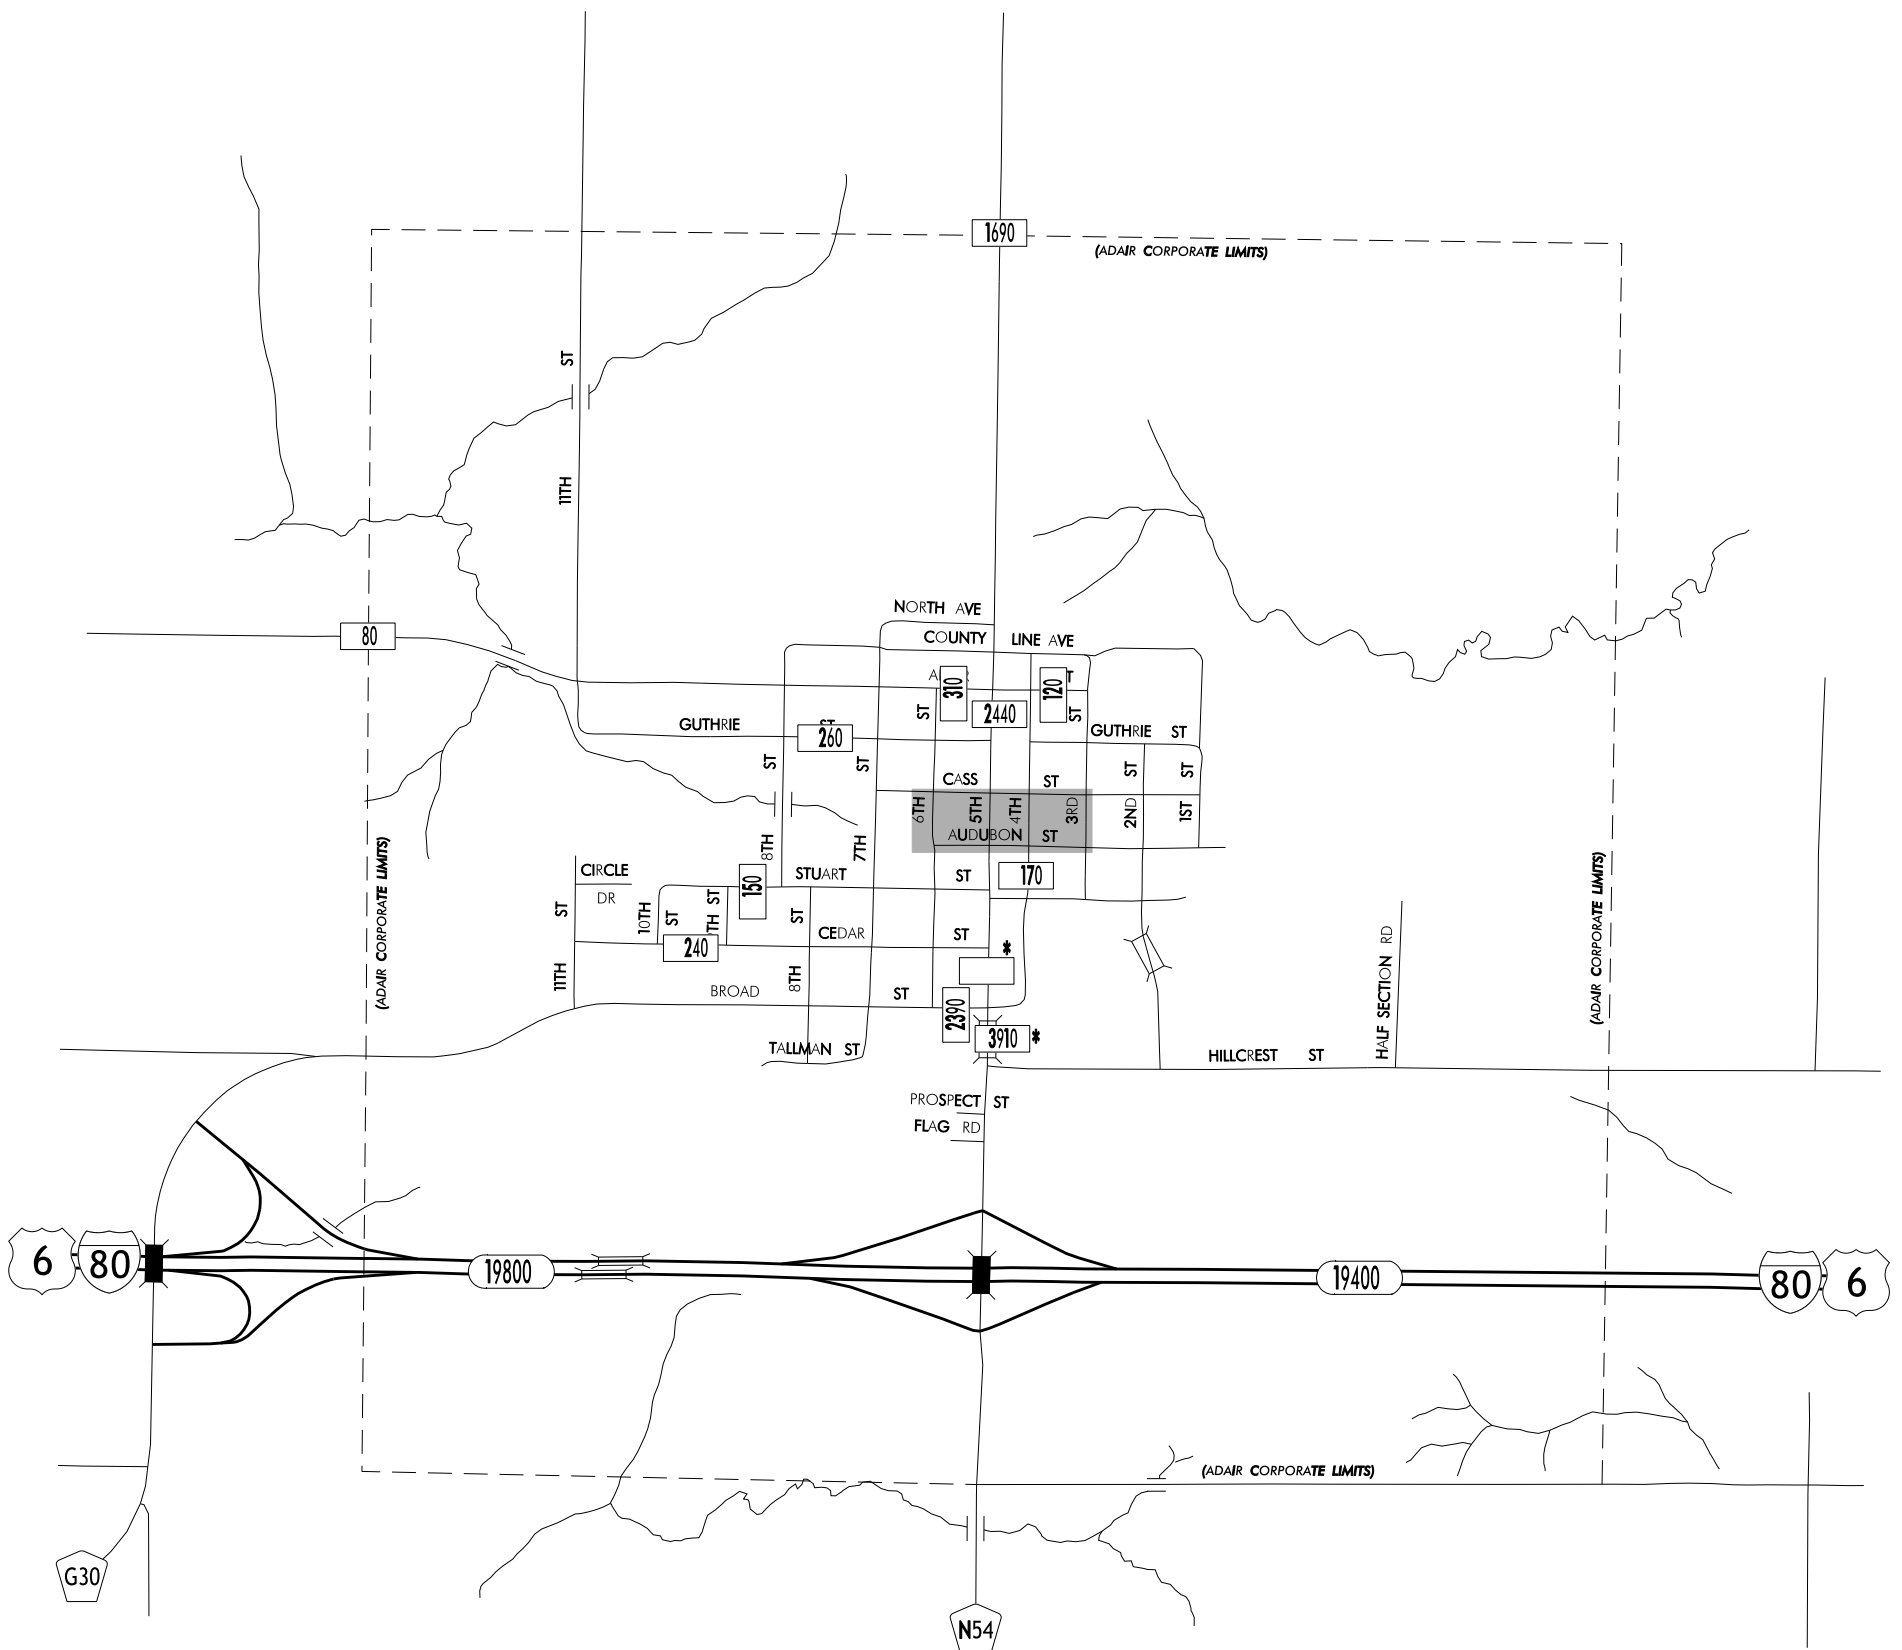 1690
(ADAIR CORPORATE LIMITS)
11TH ST
NORTH AVE
COUNTY LINE AVE
80
310
120
ST
ST
2440
GUTHRIE
260
GUTHRIE ST
ST
ST
ST
ST
CASS ST
6TH
5TH
4TH
3RD
2ND
1ST
AUDUBON ST
8TH
7TH
(ADAIR CORPORATE LIMITS)
(ADAIR CORPORATE LIMITS)
CIRCLE
DR
STUART ST
150
170
11TH ST
10TH ST
ST
8TH ST
CEDAR ST
240
*
BROAD ST
2390
3910 *
TALLMAN ST
HILLCREST ST
HALF SECTION RD
PROSPECT ST
FLAG RD
6
80
19800
19400
80
6
(ADAIR CORPORATE LIMITS)
G30
N54